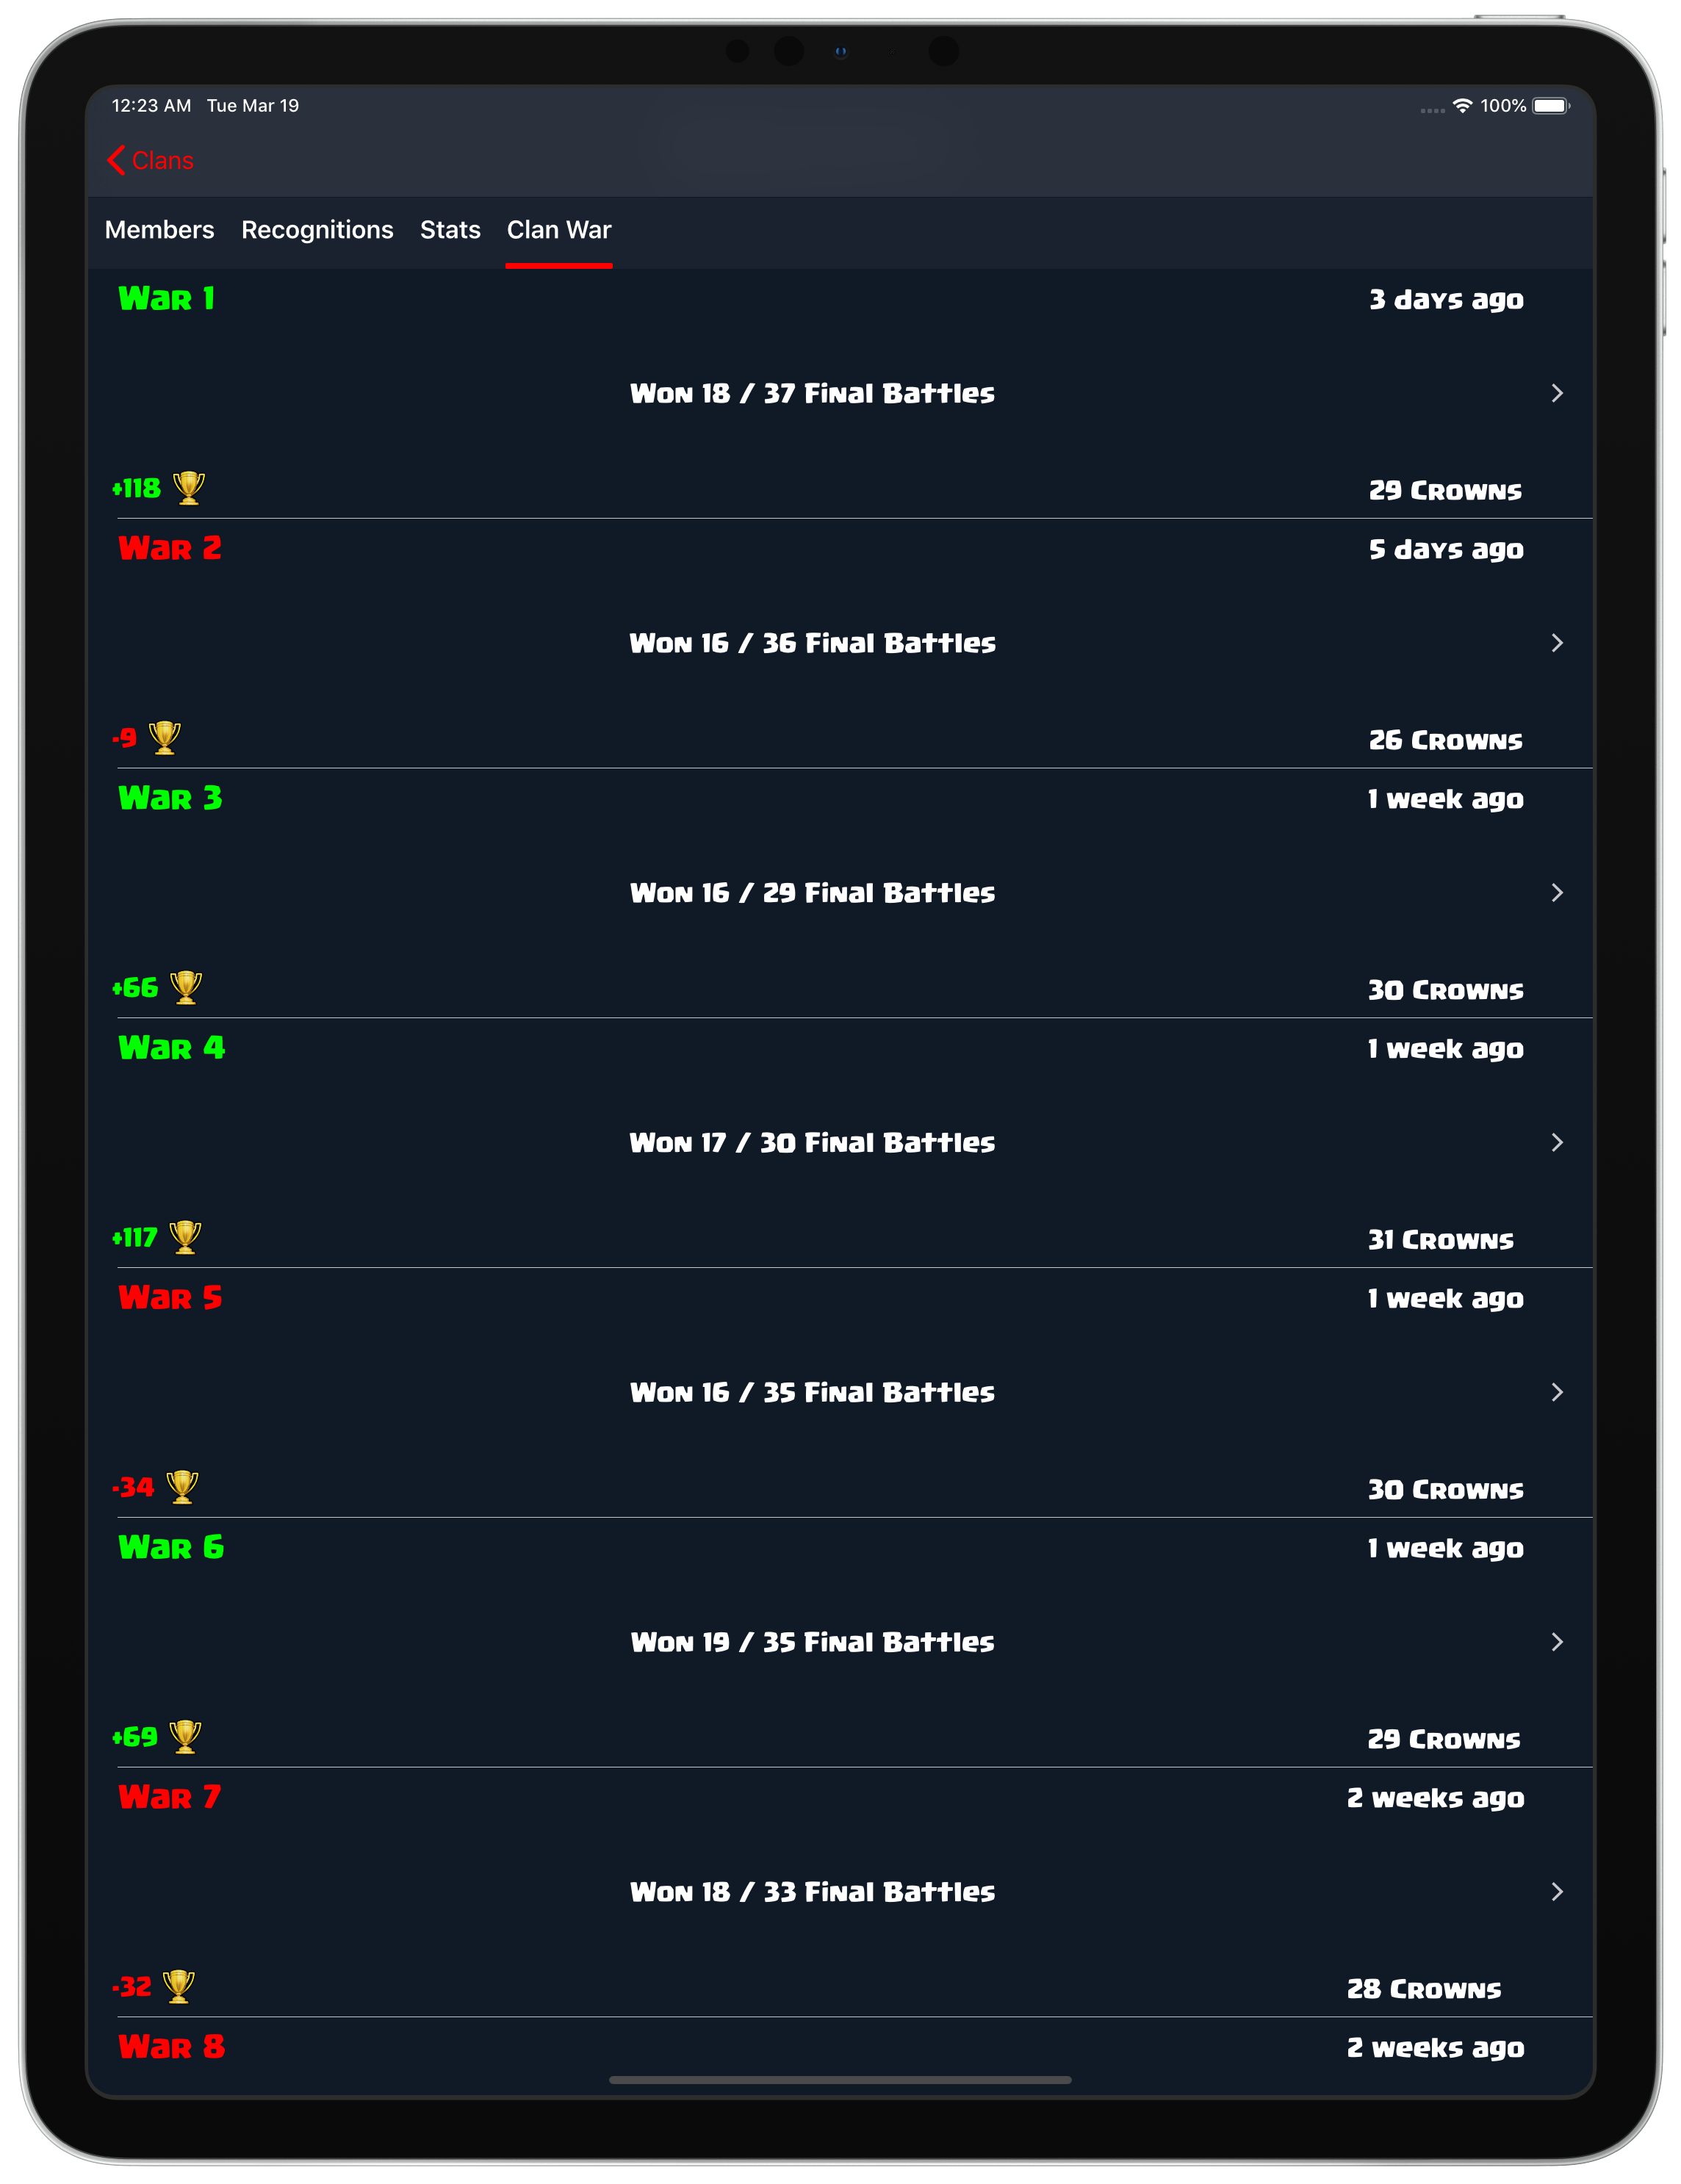 12:23 AM Tue Mar 19 100%
Clans
Members Recognitions Stats Clan War
War 1 3 days ago
Won 18 / 37 Final Battles
+118 29 Crowns
War 2 5 days ago
Won 16 / 36 Final Battles
-9 26 Crowns
War 3 1 week ago
Won 16 / 29 Final Battles
+66 30 Crowns
War 4 1 week ago
Won 17 / 30 Final Battles
+117 31 Crowns
War 5 1 week ago
Won 16 / 35 Final Battles
-34 30 Crowns
War 6 1 week ago
Won 19 / 35 Final Battles
+69 29 Crowns
War 7 2 weeks ago
Won 18 / 33 Final Battles
-32 28 Crowns
War 8 2 weeks ago